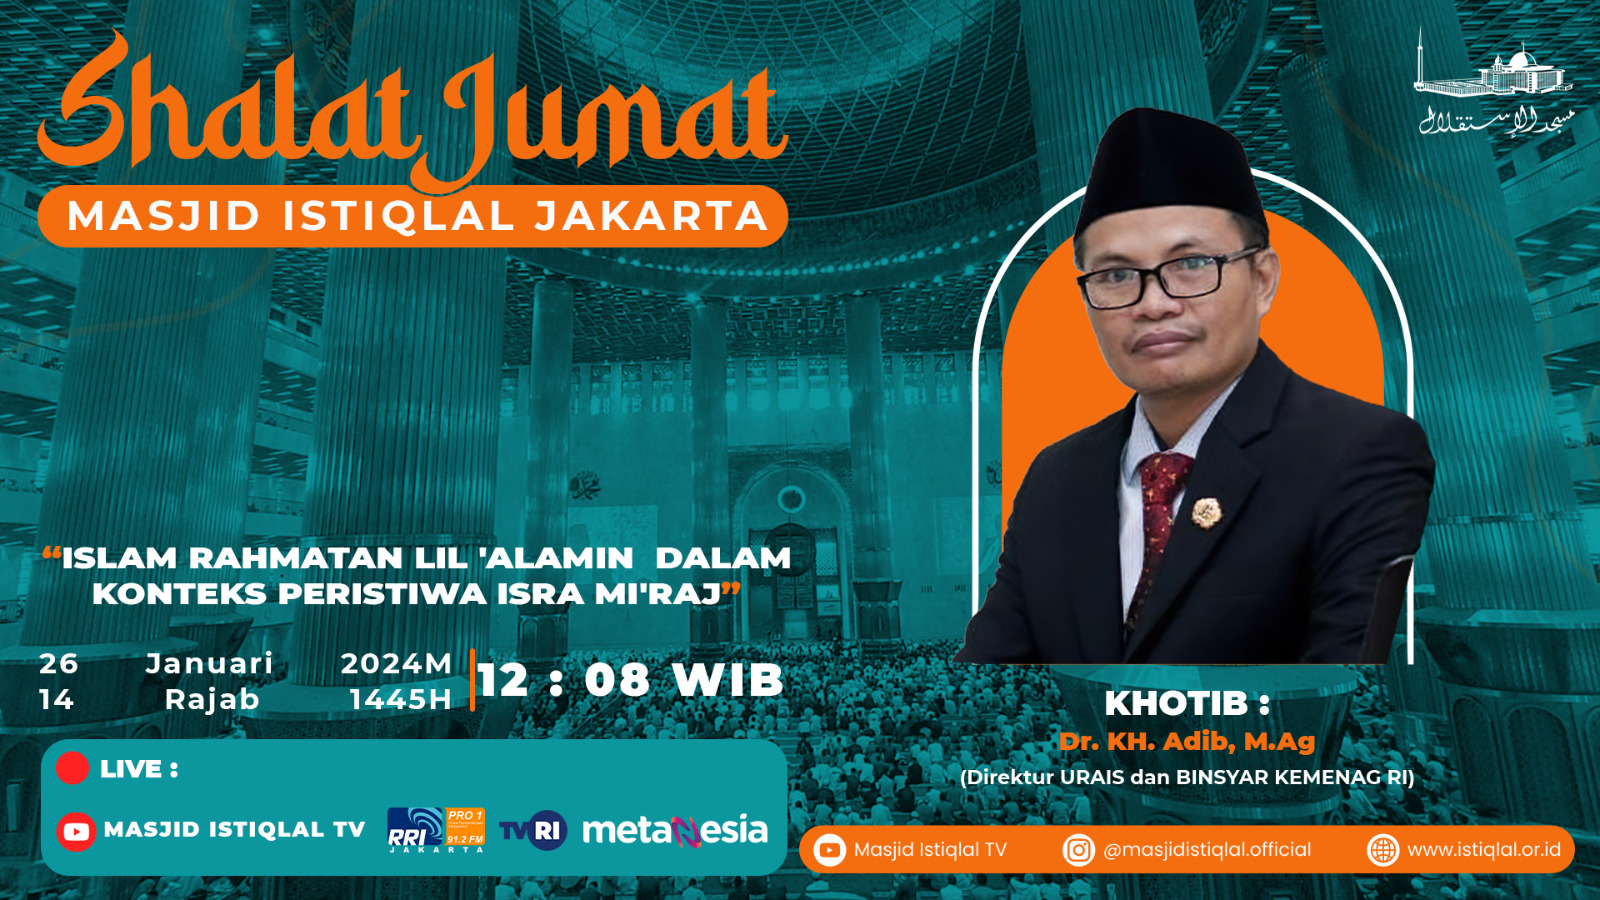 Shalat Jumat
MASJID ISTIQLAL JAKARTA
مسجد الإستقلال
“ISLAM RAHMATAN LIL 'ALAMIN DALAM
KONTEKS PERISTIWA ISRA MI'RAJ”
26 Januari 2024M
14 Rajab 1445H
12 : 08 WIB
LIVE :
MASJID ISTIQLAL TV
RRI
JAKARTA
PRO 1
91.2 FM
TVRI
metaNesia
KHOTIB :
Dr. KH. Adib, M.Ag
(Direktur URAIS dan BINSYAR KEMENAG RI)
Masjid Istiqlal TV
@masjidistiqlal.official
www.istiqlal.or.id